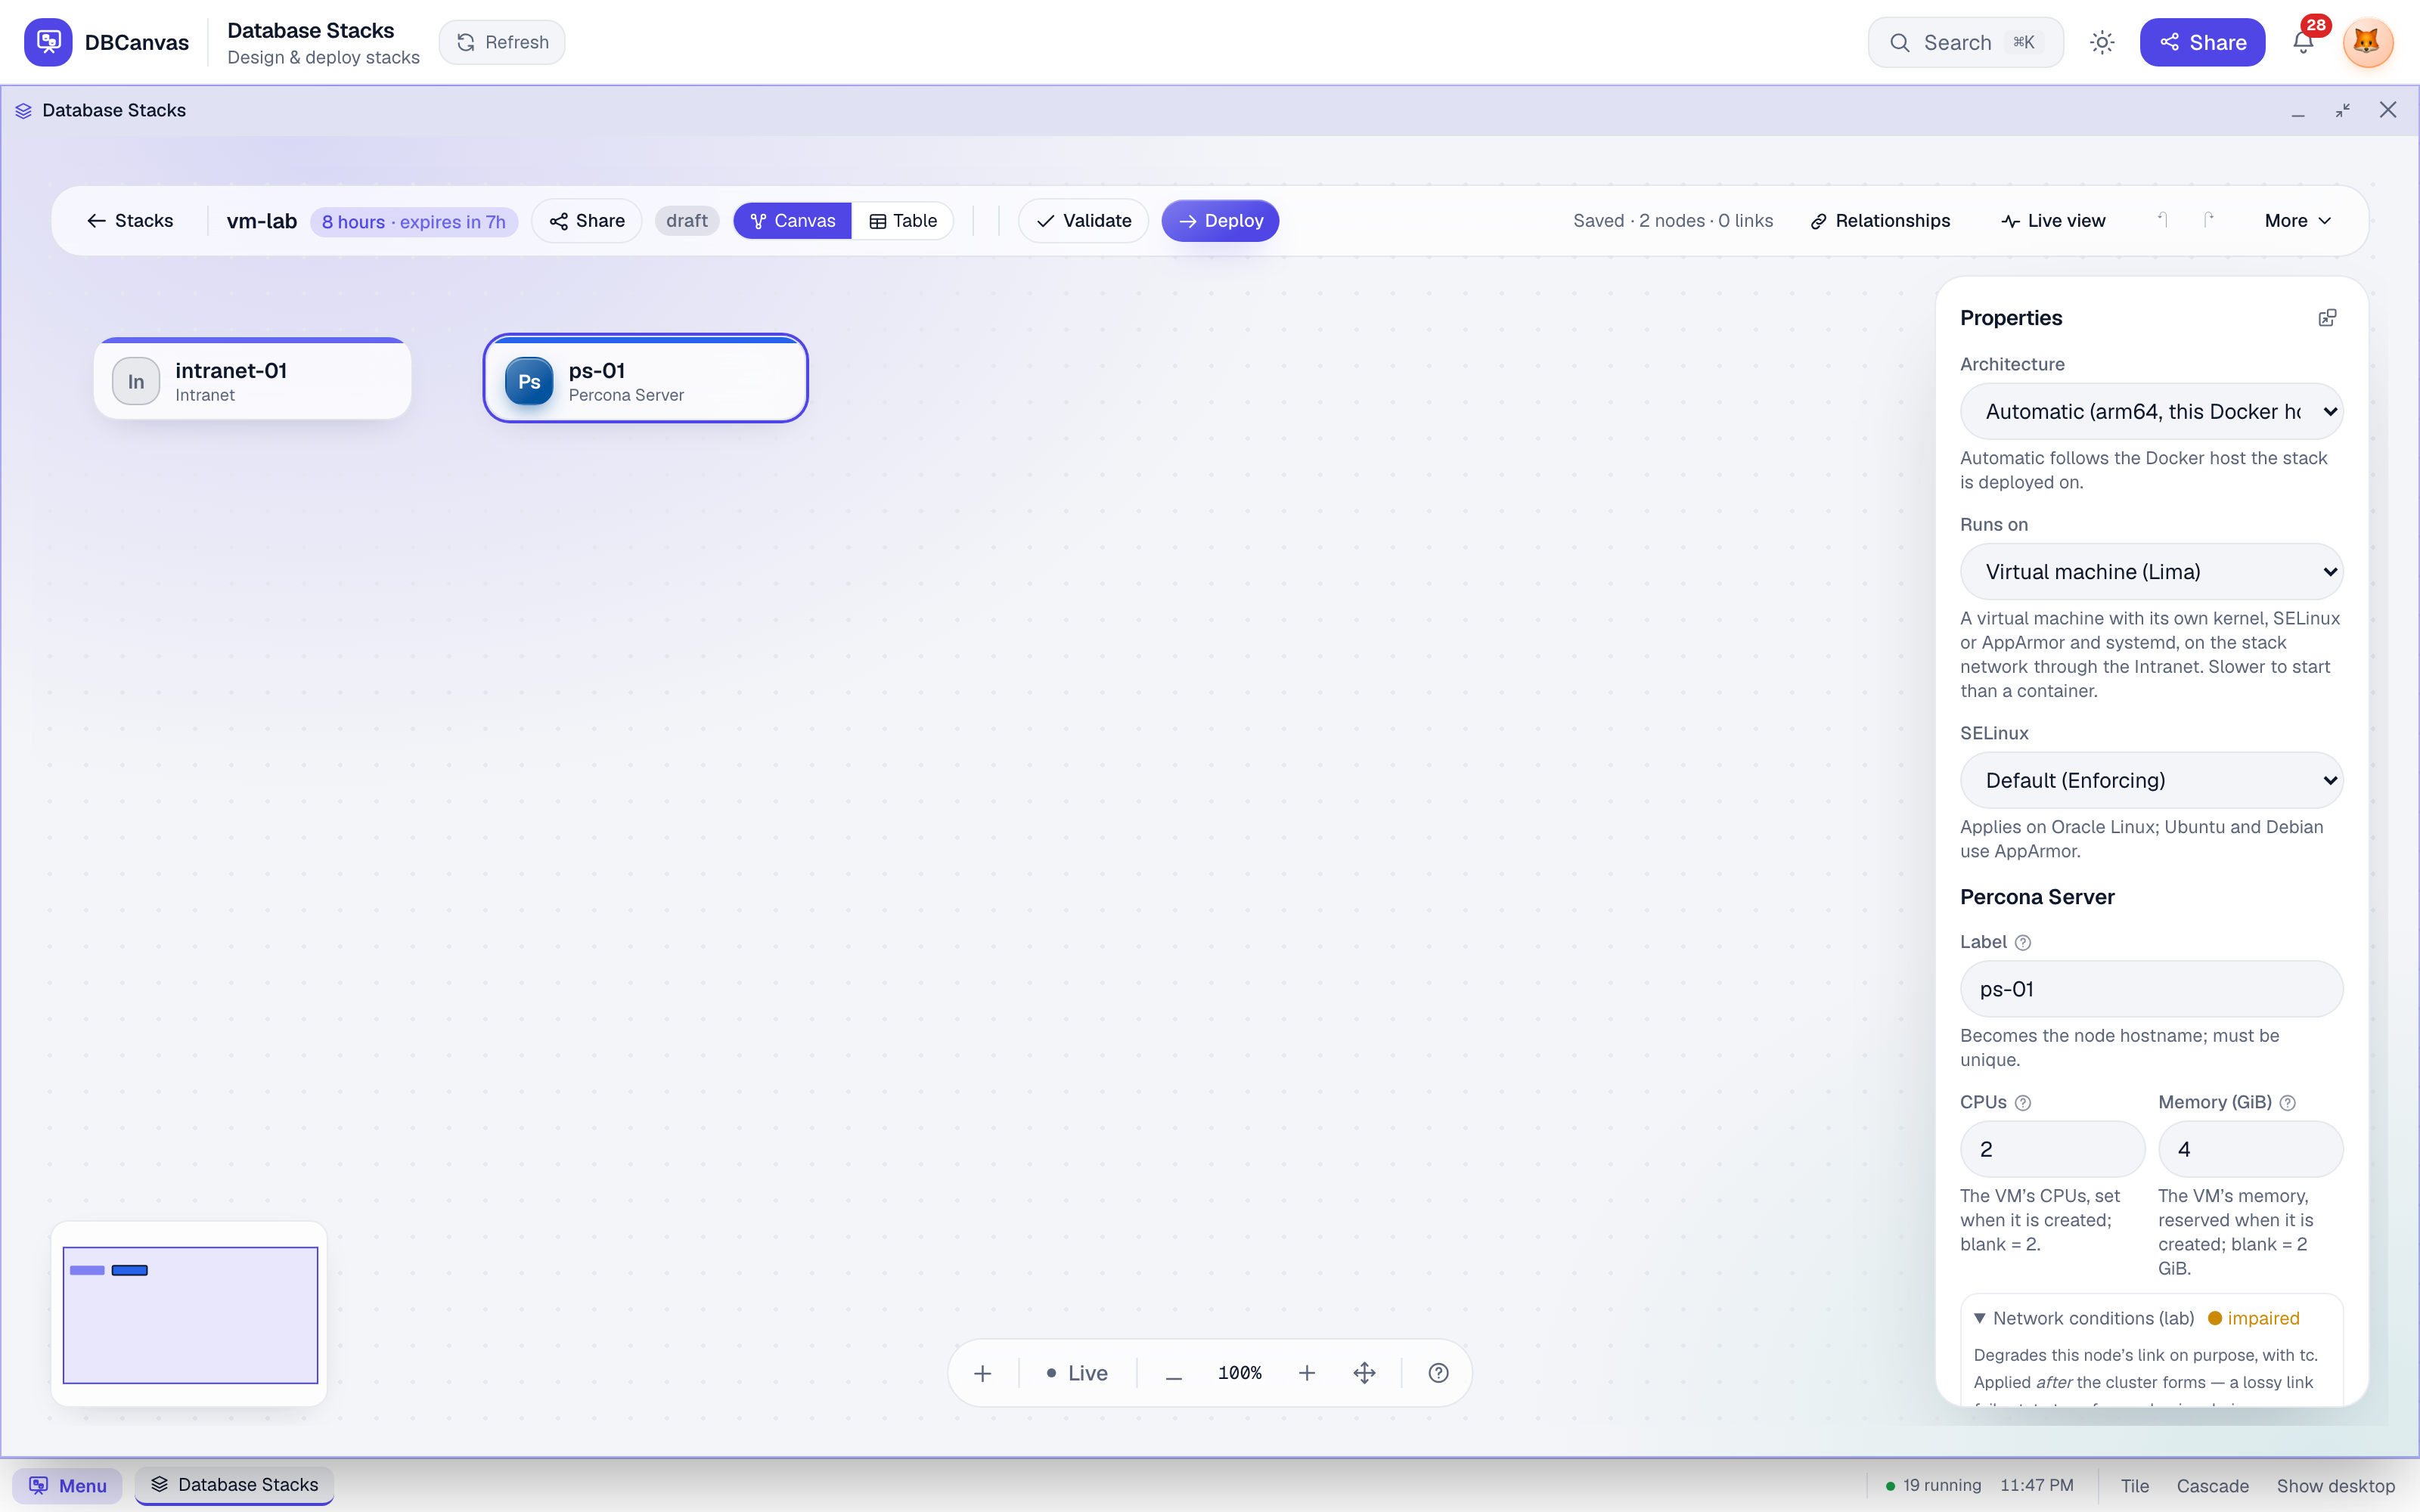 DBCanvas
Database Stacks
Design & deploy stacks
Refresh
Search ⌘K
Share
28
Database Stacks
Stacks
vm-lab
8 hours · expires in 7h
Share
draft
Canvas
Table
Validate
Deploy
Saved · 2 nodes · 0 links
Relationships
Live view
More
In
intranet-01
Intranet
Ps
ps-01
Percona Server
Properties
Architecture
Automatic (arm64, this Docker
Automatic follows the Docker host the stack
is deployed on.
Runs on
Virtual machine (Lima)
A virtual machine with its own kernel, SELinux
or AppArmor and systemd, on the stack
network through the Intranet. Slower to start
than a container.
SELinux
Default (Enforcing)
Applies on Oracle Linux; Ubuntu and Debian
use AppArmor.
Percona Server
Label ?
ps-01
Becomes the node hostname; must be
unique.
CPUs ?
2
The VM's CPUs, set
when it is created;
blank = 2.
Memory (GiB) ?
4
The VM's memory,
reserved when it is
created; blank = 2
GiB.
Network conditions (lab) impaired
Degrades this node's link on purpose, with tc.
Applied after the cluster forms — a lossy link
Live
100%
?
Menu
Database Stacks
19 running
11:47 PM
Tile
Cascade
Show desktop